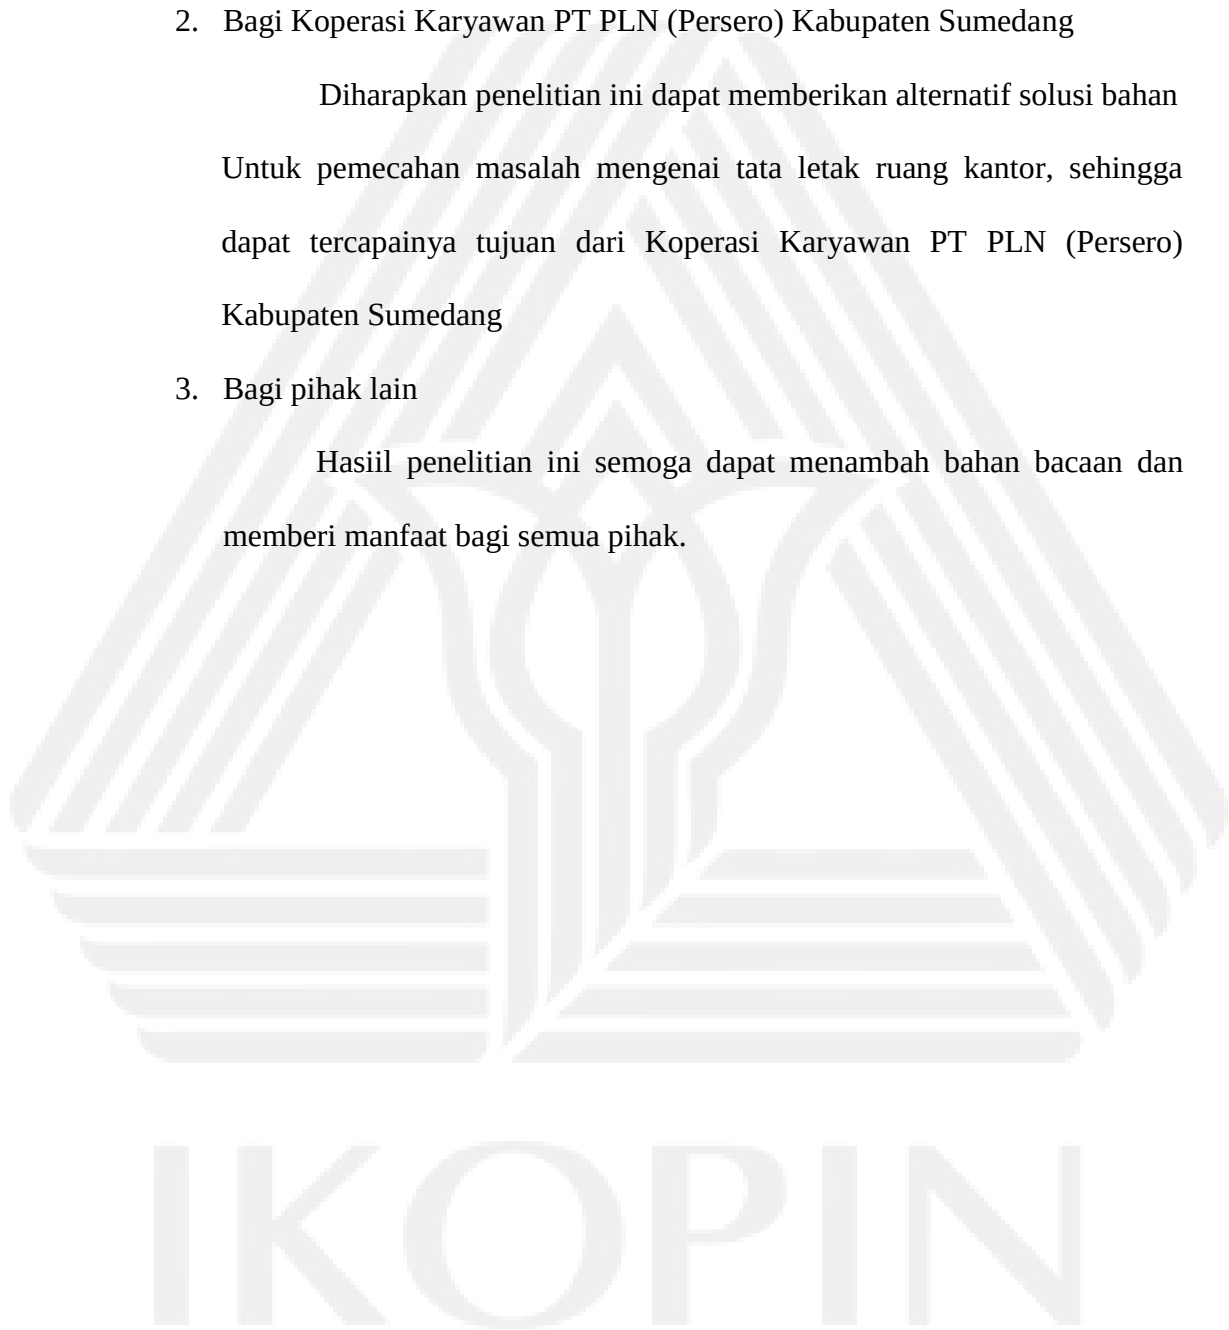 2. Bagi Koperasi Karyawan PT PLN (Persero) Kabupaten Sumedang
Diharapkan penelitian ini dapat memberikan alternatif solusi bahan
Untuk pemecahan masalah mengenai tata letak ruang kantor, sehingga
dapat tercapainya tujuan dari Koperasi Karyawan PT PLN (Persero)
Kabupaten Sumedang
3. Bagi pihak lain
Hasiil penelitian ini semoga dapat menambah bahan bacaan dan
memberi manfaat bagi semua pihak.
IKOPIN